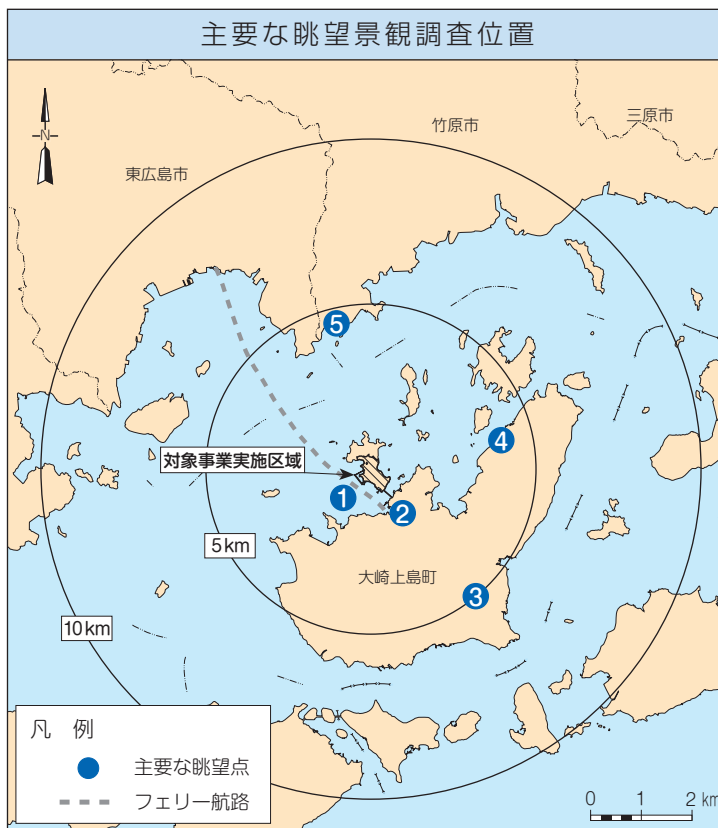 主要な眺望景観調査位置
N
三原市
竹原市
東広島市
5
4
対象事業実施区域
1
2
5km
大崎上島町
3
10km
凡 例
主要な眺望点
フェリー航路
0 1 2 km